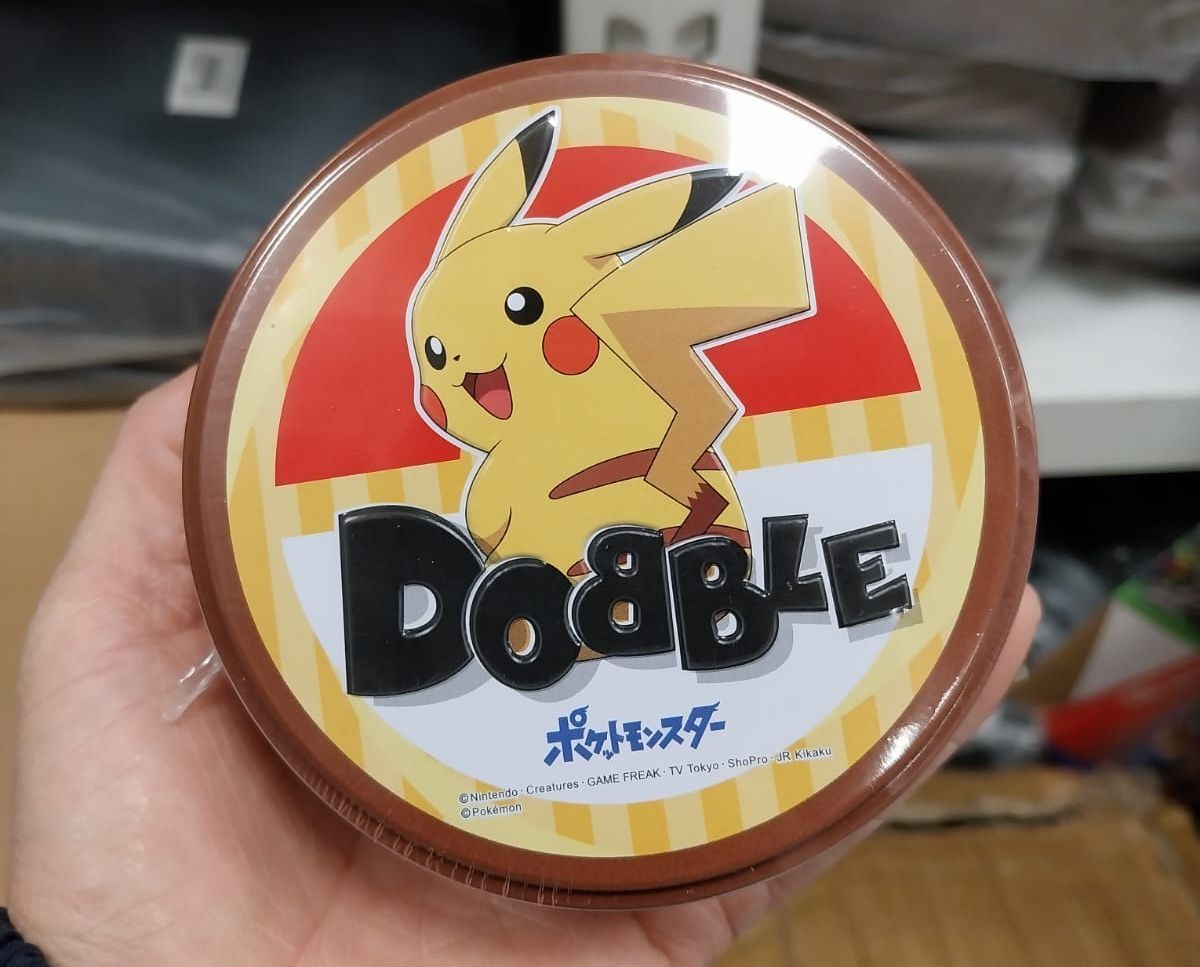 DOBBLE
ポケットモンスター
©Nintendo · Creatures · GAME FREAK · TV Tokyo · ShoPro · JR Kikaku
©Pokémon